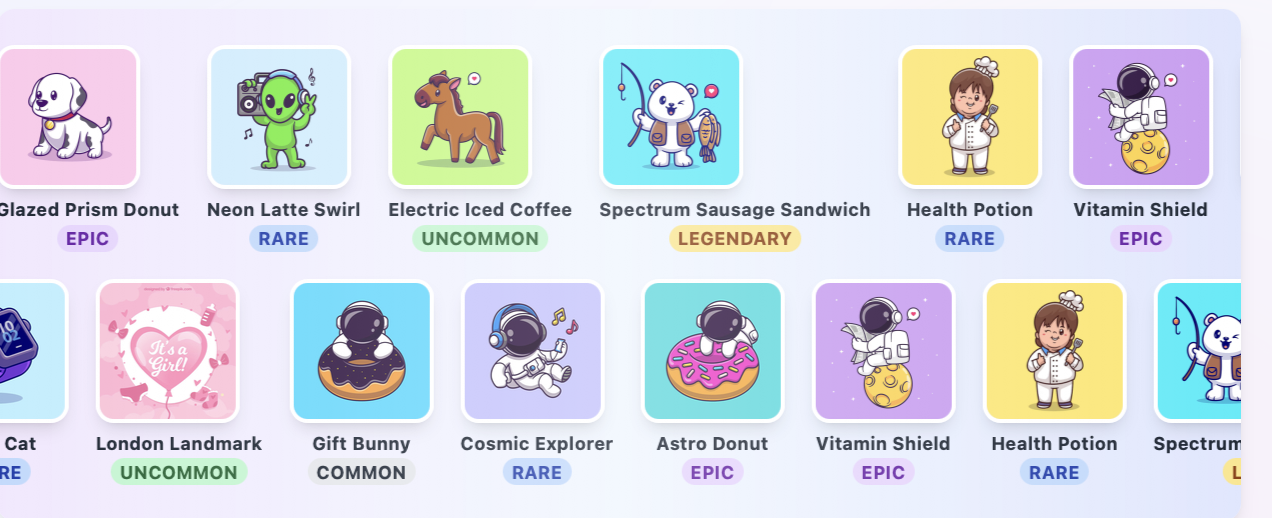 Glazed Prism Donut
EPIC
Neon Latte Swirl
RARE
Electric Iced Coffee
UNCOMMON
Spectrum Sausage Sandwich
LEGENDARY
Health Potion
RARE
Vitamin Shield
EPIC
Cat
RE
It's a
Girl!
London Landmark
UNCOMMON
Gift Bunny
COMMON
Cosmic Explorer
RARE
Astro Donut
EPIC
Vitamin Shield
EPIC
Health Potion
RARE
Spectrum
L